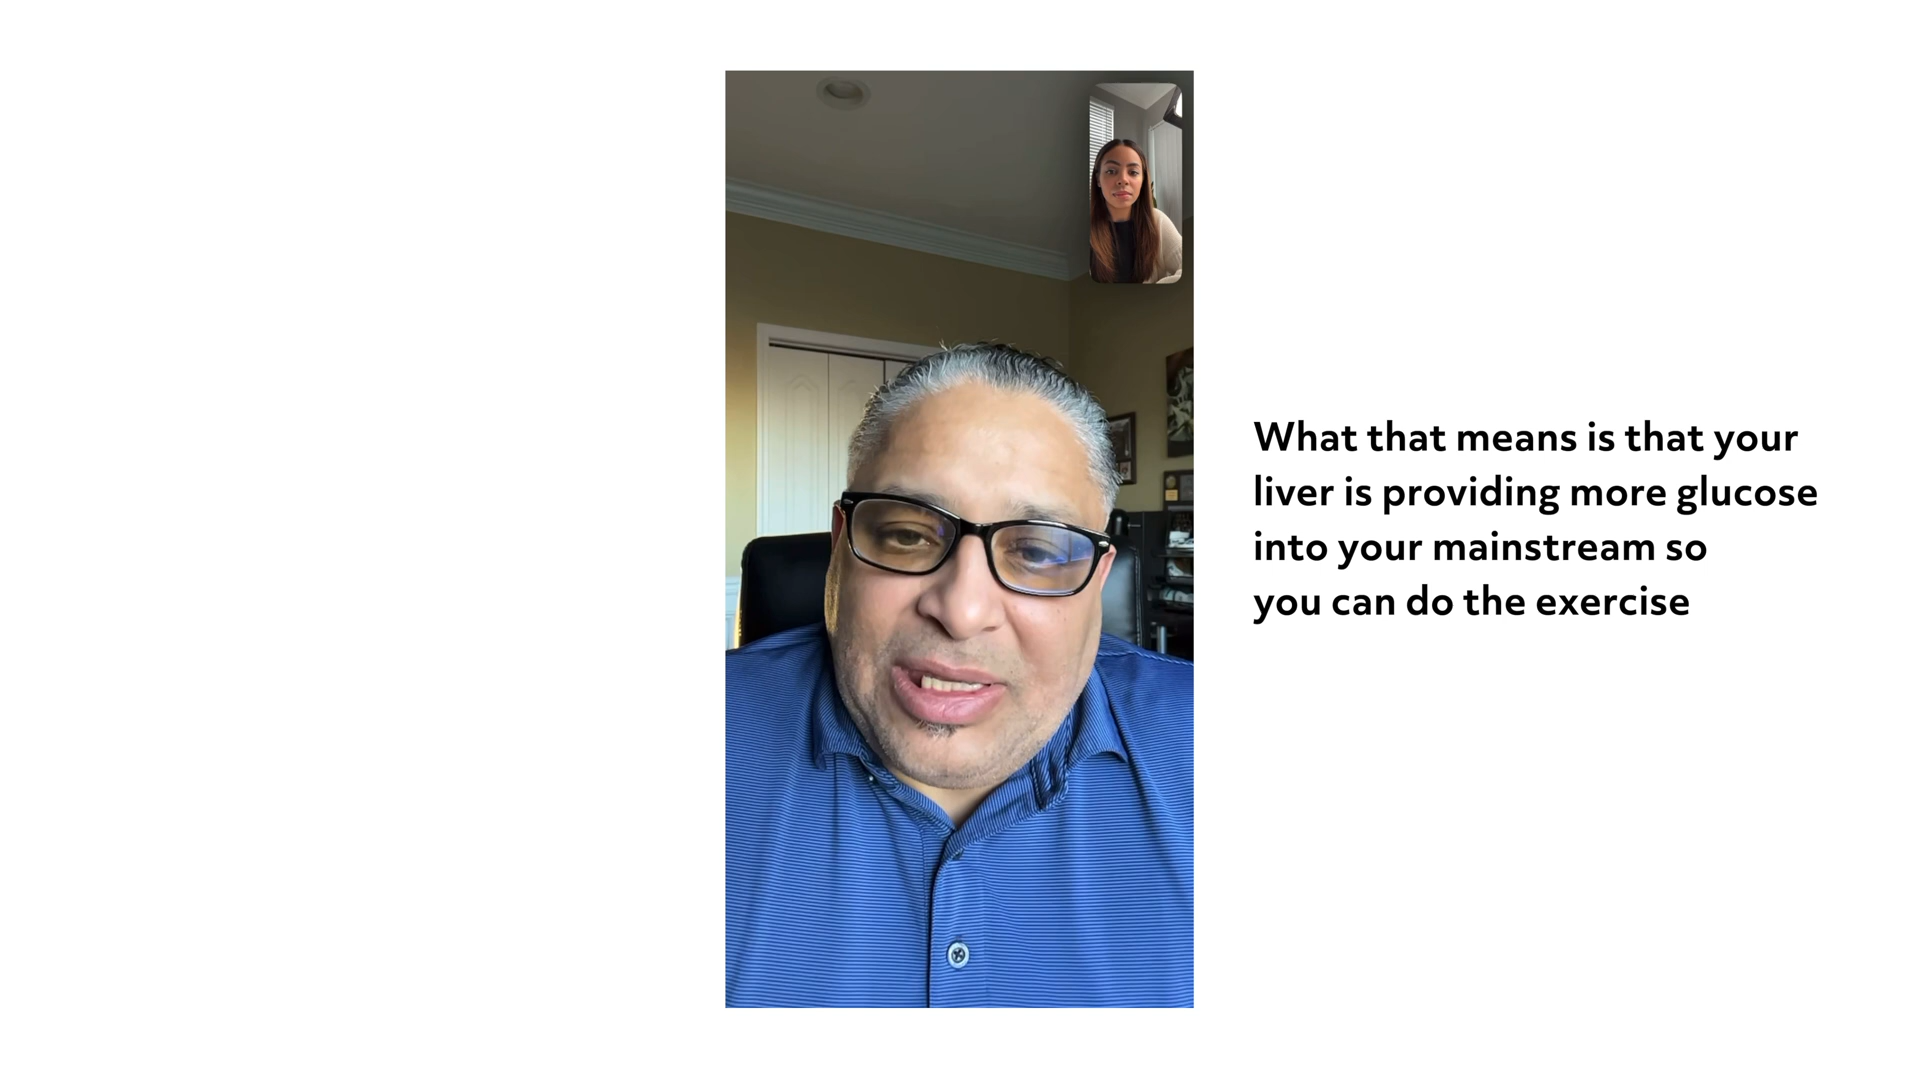 What that means is that your
liver is providing more glucose
into your mainstream so
you can do the exercise